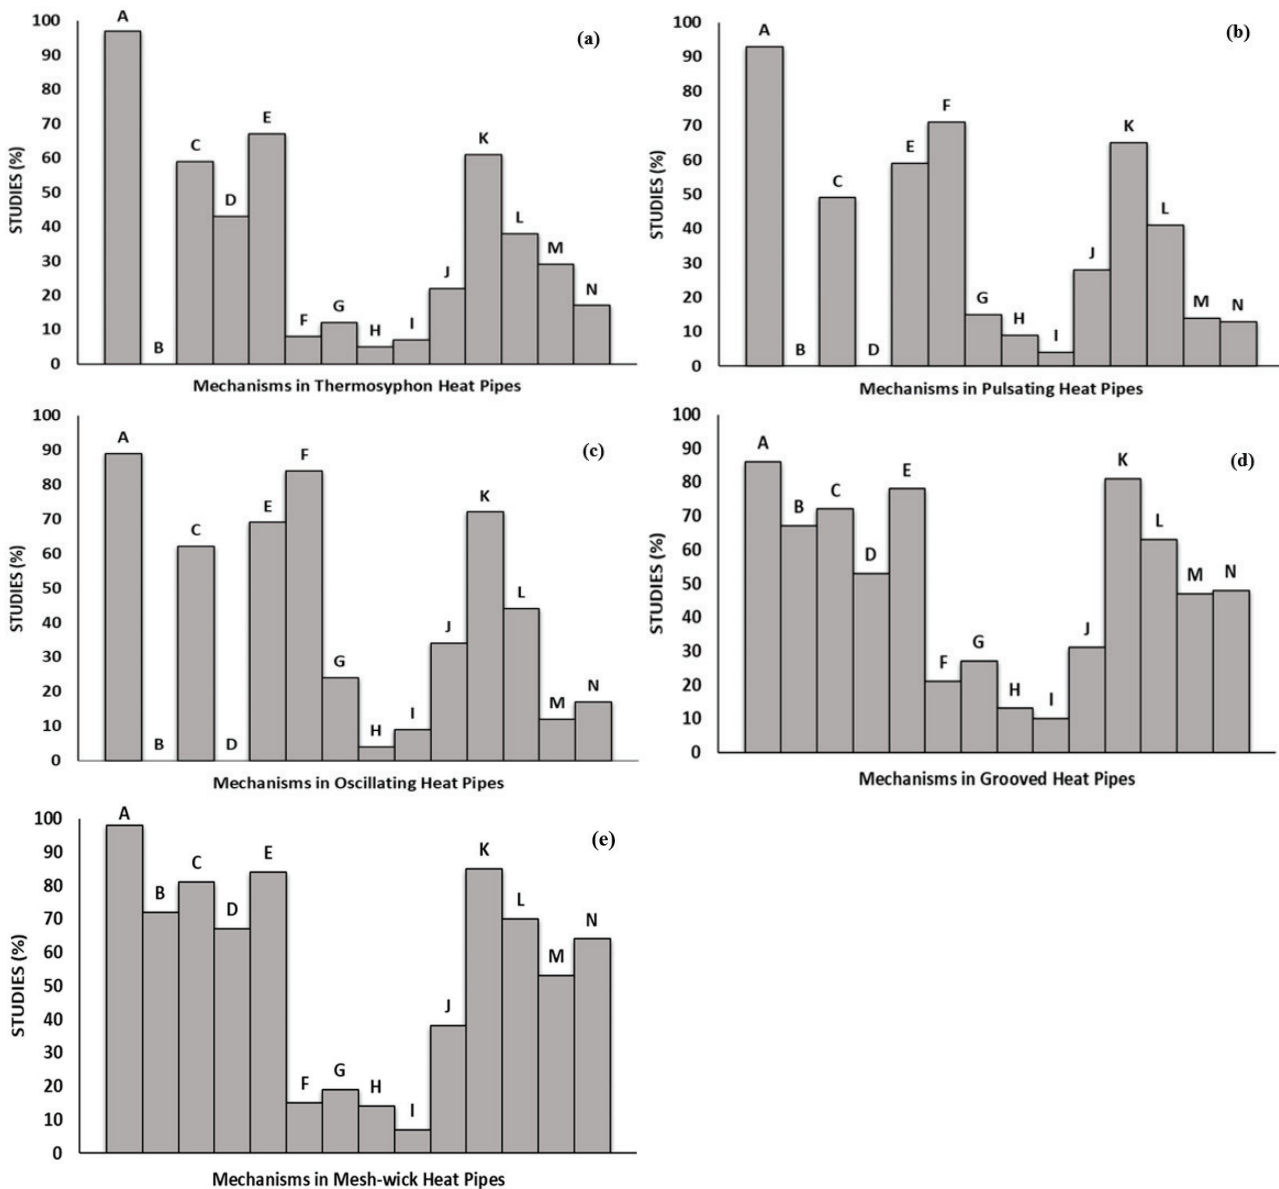 STUDIES (%)
100
90
80
70
60
50
40
30
20
10
0
A
B
C
D
E
F
G
H
I
J
K
L
M
N
(a)
Mechanisms in Thermosyphon Heat Pipes
STUDIES (%)
100
90
80
70
60
50
40
30
20
10
0
A
B
C
D
E
F
G
H
I
J
K
L
M
N
(b)
Mechanisms in Pulsating Heat Pipes
STUDIES (%)
100
90
80
70
60
50
40
30
20
10
0
A
B
C
D
E
F
G
H
I
J
K
L
M
N
(c)
Mechanisms in Oscillating Heat Pipes
STUDIES (%)
100
90
80
70
60
50
40
30
20
10
0
A
B
C
D
E
F
G
H
I
J
K
L
M
N
(d)
Mechanisms in Grooved Heat Pipes
STUDIES (%)
100
90
80
70
60
50
40
30
20
10
0
A
B
C
D
E
F
G
H
I
J
K
L
M
N
(e)
Mechanisms in Mesh-wick Heat Pipes